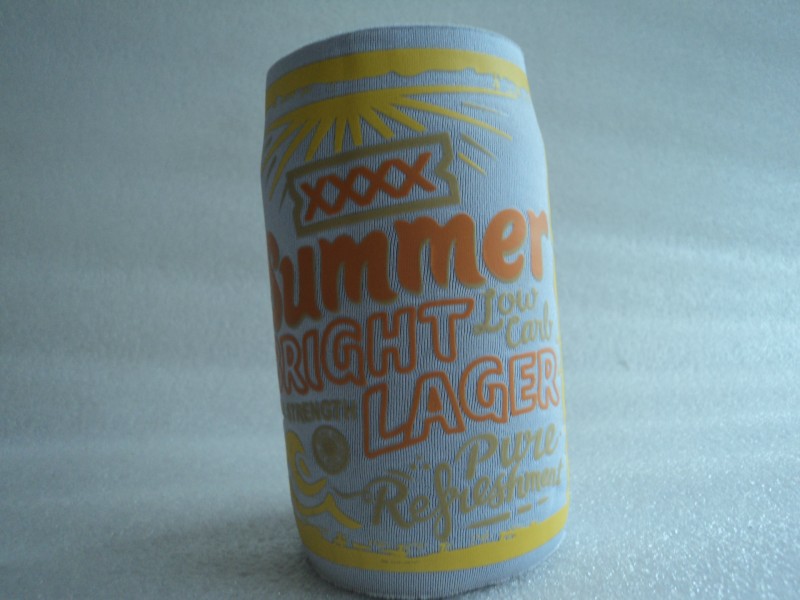 XXXX
Summer
RIGHT
Low
Carb
LAGER
STRENGTH
Pure
Refreshment